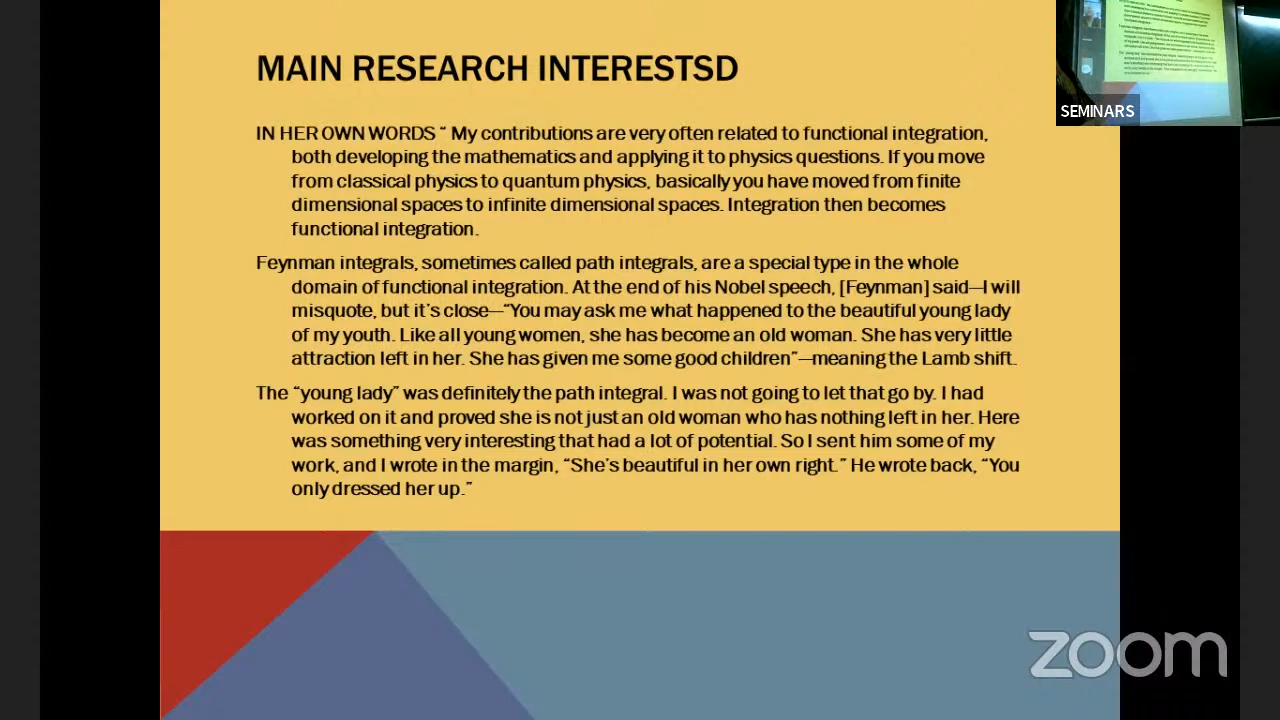 MAIN RESEARCH INTERESTSD
IN HER OWN WORDS “ My contributions are very often related to functional integration,
both developing the mathematics and applying it to physics questions. If you move
from classical physics to quantum physics, basically you have moved from finite
dimensional spaces to infinite dimensional spaces. Integration then becomes
functional integration.
Feynman integrals, sometimes called path integrals, are a special type in the whole
domain of functional integration. At the end of his Nobel speech, [Feynman] said—I will
misquote, but it’s close—“You may ask me what happened to the beautiful young lady
of my youth. Like all young women, she has become an old woman. She has very little
attraction left in her. She has given me some good children”—meaning the Lamb shift.
The “young lady” was definitely the path integral. I was not going to let that go by. I had
worked on it and proved she is not just an old woman who has nothing left in her. Here
was something very interesting that had a lot of potential. So I sent him some of my
work, and I wrote in the margin, “She’s beautiful in her own right.” He wrote back, “You
only dressed her up.”
SEMINARS
zoom